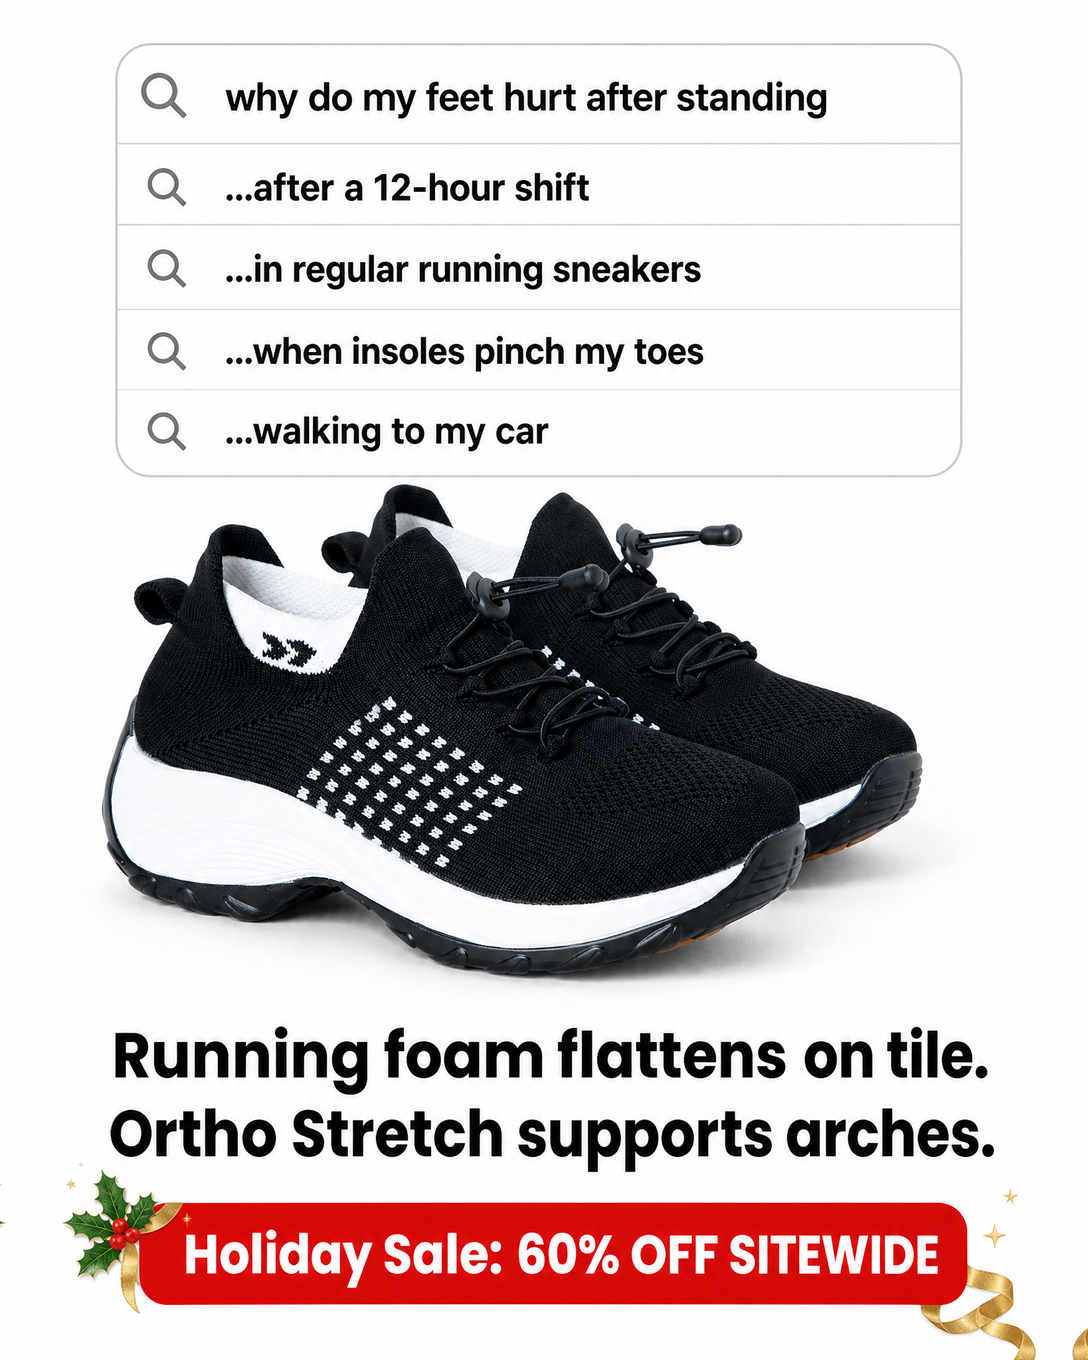 why do my feet hurt after standing
...after a 12-hour shift
...in regular running sneakers
...when insoles pinch my toes
...walking to my car
Running foam flattens on tile.
Ortho Stretch supports arches.
Holiday Sale: 60% OFF SITEWIDE